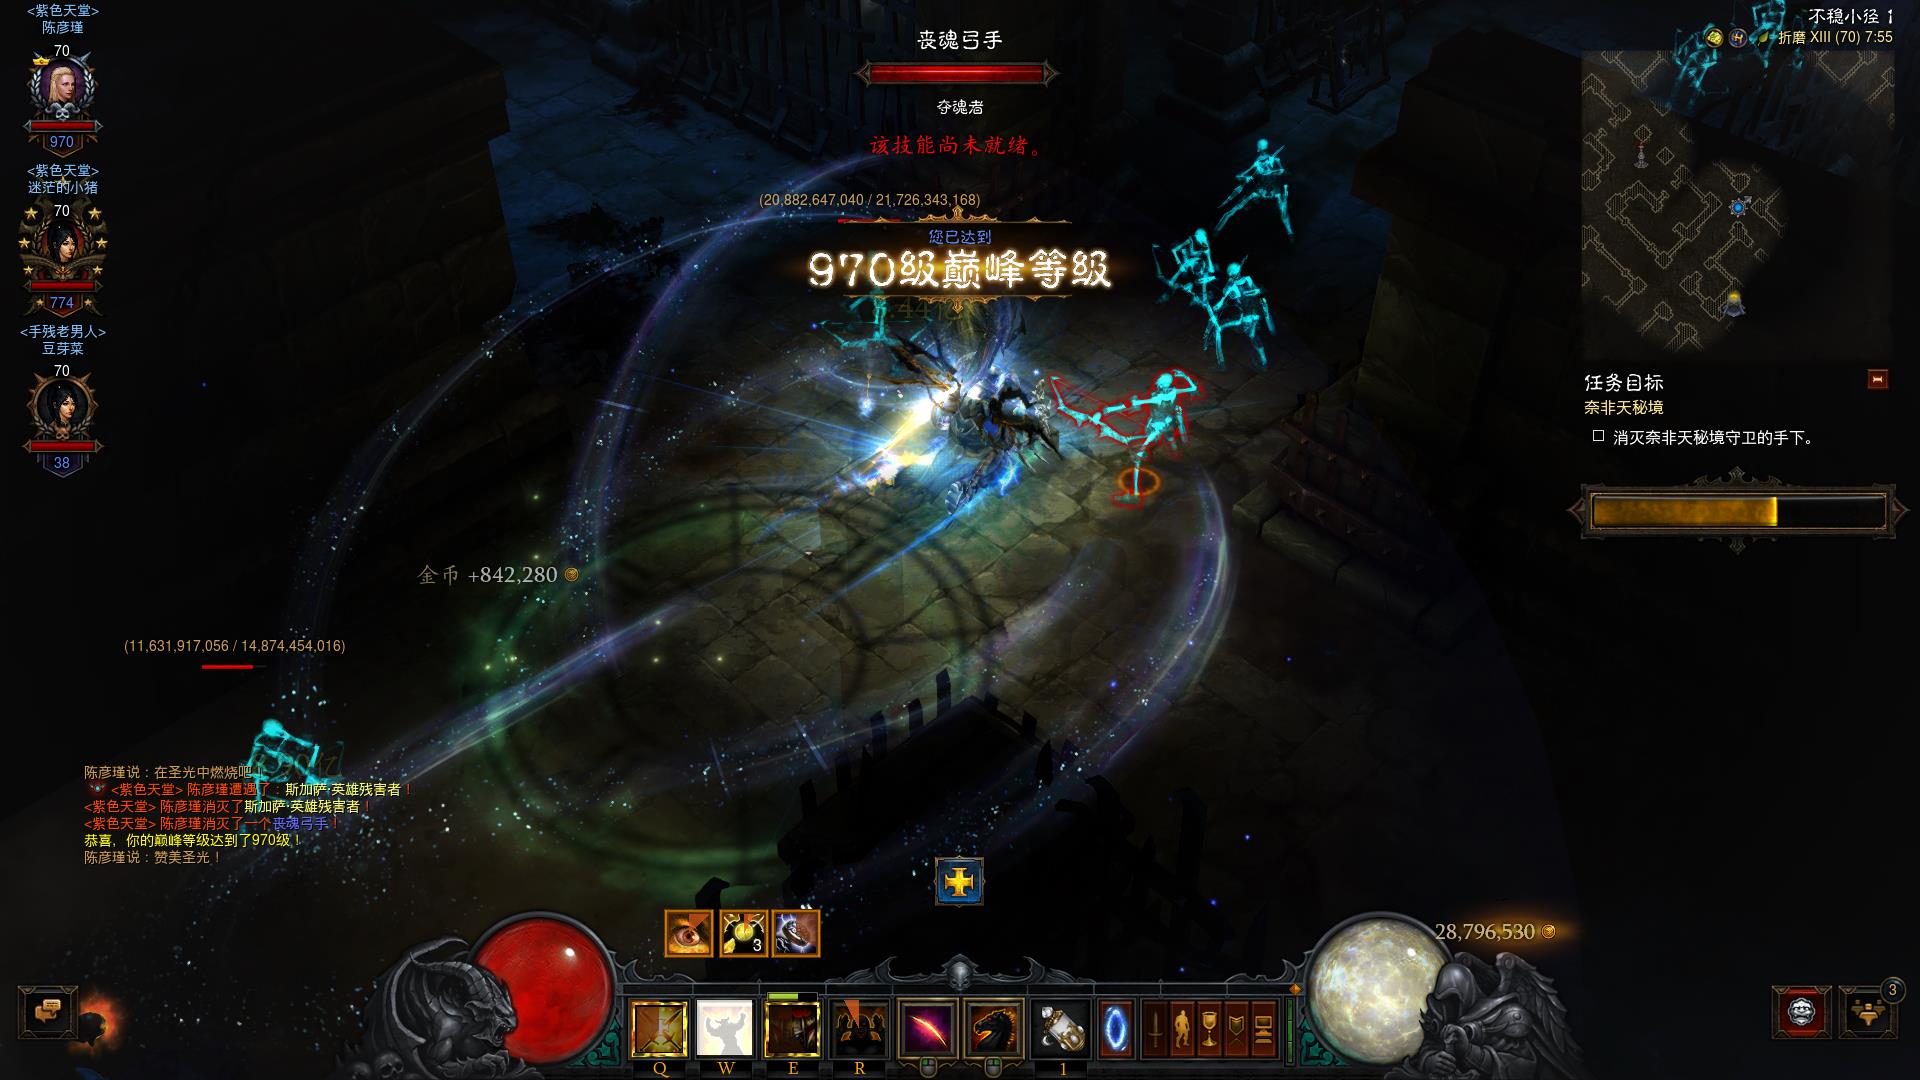 <紫色天堂>
陈彦瑾
70
970
<紫色天堂>
迷茫的小猪
70
774
<手残老男人>
豆芽菜
70
38
丧魂弓手
夺魂者
该技能尚未就绪。
(20,882,647,040 / 21,726,343,168)
您已达到
970级巅峰等级
不稳小径 1
折磨 XIII (70) 7:55
任务目标
奈非天秘境
消灭奈非天秘境守卫的手下。
金币 +842,280
(11,631,917,056 / 14,874,454,016)
陈彦瑾说：在圣光中燃烧吧！
<紫色天堂> 陈彦瑾遭遇了：斯加萨·英雄残害者！
<紫色天堂> 陈彦瑾消灭了斯加萨·英雄残害者！
<紫色天堂> 陈彦瑾消灭了一个丧魂弓手！
恭喜，你的巅峰等级达到了970级！
陈彦瑾说：赞美圣光！
3
28,796,530
3
Q W E R 1